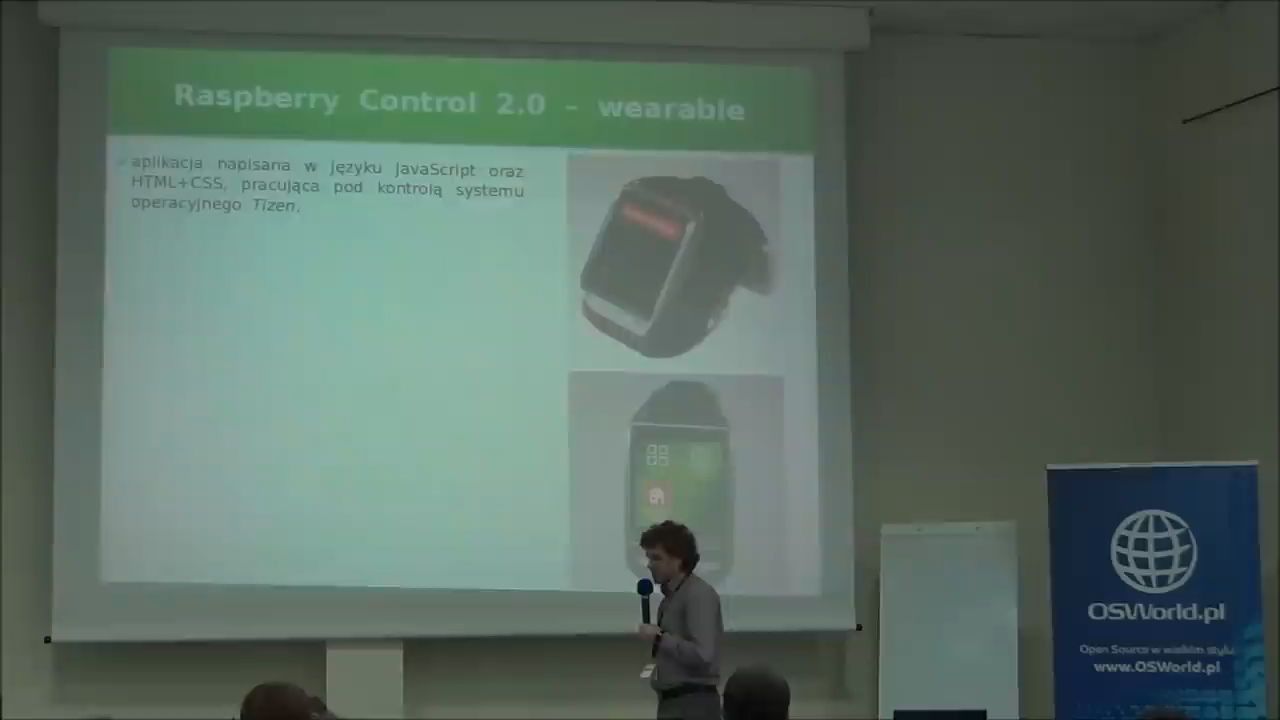 Raspberry Control 2.0 – wearable
aplikacja napisana w języku JavaScript oraz
HTML+CSS, pracująca pod kontrolą systemu
operacyjnego Tizen,
OSWorld.pl
Open Source w wielkim stylu
www.OSWorld.pl